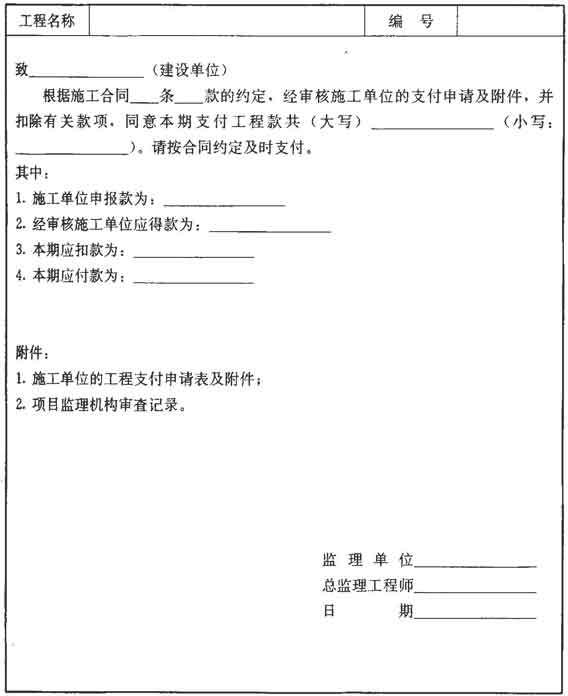 工程名称 编 号
致______________（建设单位）
根据施工合同____条____款的约定，经审核施工单位的支付申请及附件，并
扣除有关款项，同意本期支付工程款共（大写）______________（小写：
______________）。请按合同约定及时支付。
其中：
1. 施工单位申报款为：______________
2. 经审核施工单位应得款为：______________
3. 本期应扣款为：______________
4. 本期应付款为：______________
附件：
1. 施工单位的工程支付申请表及附件；
2. 项目监理机构审查记录。
监 理 单 位______________
总监理工程师______________
日 期______________